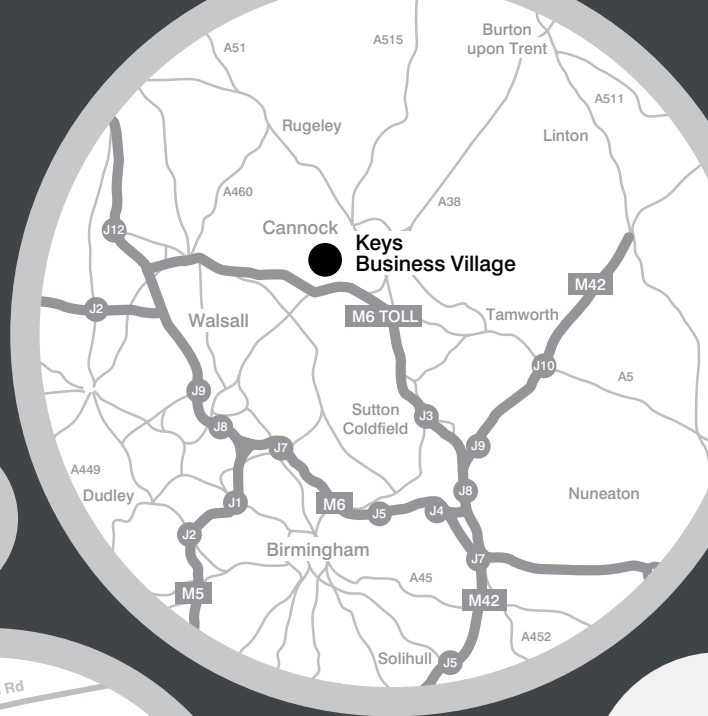 Burton
upon Trent
A51
A515
A511
Rugeley
Linton
A460
A38
J12
Cannock
Keys
Business Village
M42
J2
M6 TOLL
Tamworth
Walsall
J10
A5
J9
Sutton
Coldfield
J3
J8
J9
J7
A449
Dudley
J8
Nuneaton
J1
M6
J5
J4
J2
Birmingham
J7
A45
M5
M42
A452
Solihull
J5
Rd